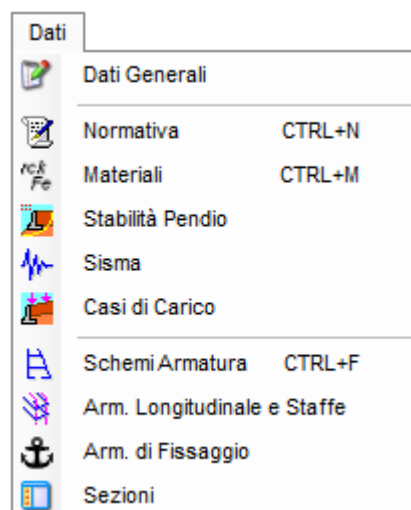 Dati
Dati Generali
Normativa CTRL+N
rck Fe Materiali CTRL+M
Stabilità Pendio
Sisma
Casi di Carico
Schemi Armatura CTRL+F
Arm. Longitudinale e Staffe
Arm. di Fissaggio
Sezioni